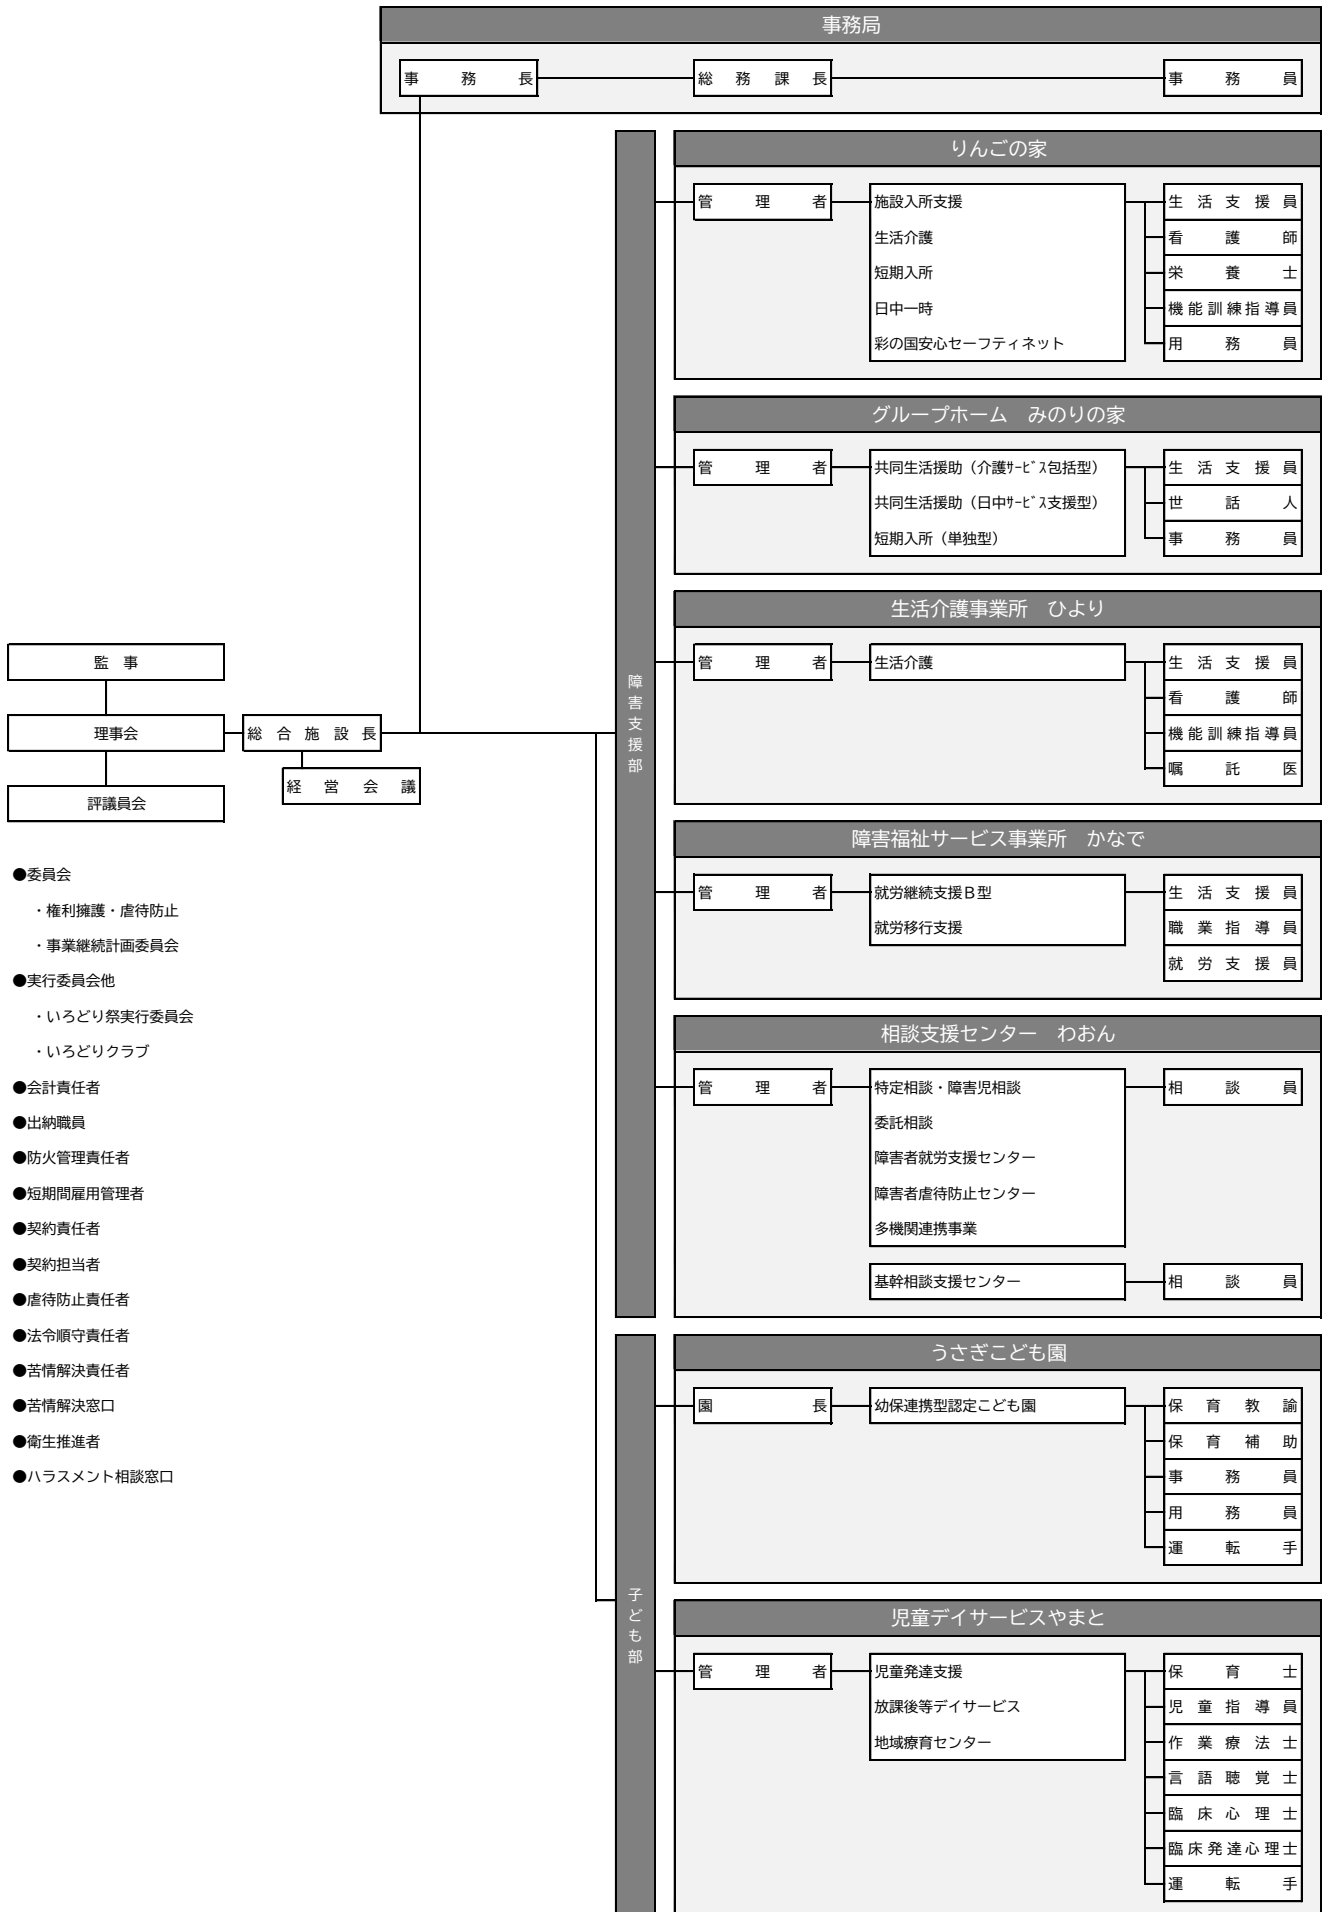 事務局
事務長
総務課長
事務員
りんごの家
管理者
施設入所支援
生活介護
短期入所
日中一時
彩の国安心セーフティネット
生活支援員
看護師
栄養士
機能訓練指導員
用務員
グループホーム　みのりの家
管理者
共同生活援助（介護ｻｰﾋﾞｽ包括型）
共同生活援助（日中ｻｰﾋﾞｽ支援型）
短期入所（単独型）
生活支援員
世話人
事務員
生活介護事業所　ひより
管理者
生活介護
生活支援員
看護師
機能訓練指導員
嘱託医
障害福祉サービス事業所　かなで
管理者
就労継続支援Ｂ型
就労移行支援
生活支援員
職業指導員
就労支援員
相談支援センター　わおん
管理者
特定相談・障害児相談
委託相談
障害者就労支援センター
障害者虐待防止センター
多機関連携事業
相談員
基幹相談支援センター
相談員
うさぎこども園
園長
幼保連携型認定こども園
保育教諭
保育補助
事務員
用務員
運転手
児童デイサービスやまと
管理者
児童発達支援
放課後等デイサービス
地域療育センター
保育士
児童指導員
作業療法士
言語聴覚士
臨床心理士
臨床発達心理士
運転手
障害支援部
子ども部
監　事
理事会
評議員会
総合施設長
経営会議
●委員会
・権利擁護・虐待防止
・事業継続計画委員会
●実行委員会他
・いろどり祭実行委員会
・いろどりクラブ
●会計責任者
●出納職員
●防火管理責任者
●短期間雇用管理者
●契約責任者
●契約担当者
●虐待防止責任者
●法令順守責任者
●苦情解決責任者
●苦情解決窓口
●衛生推進者
●ハラスメント相談窓口